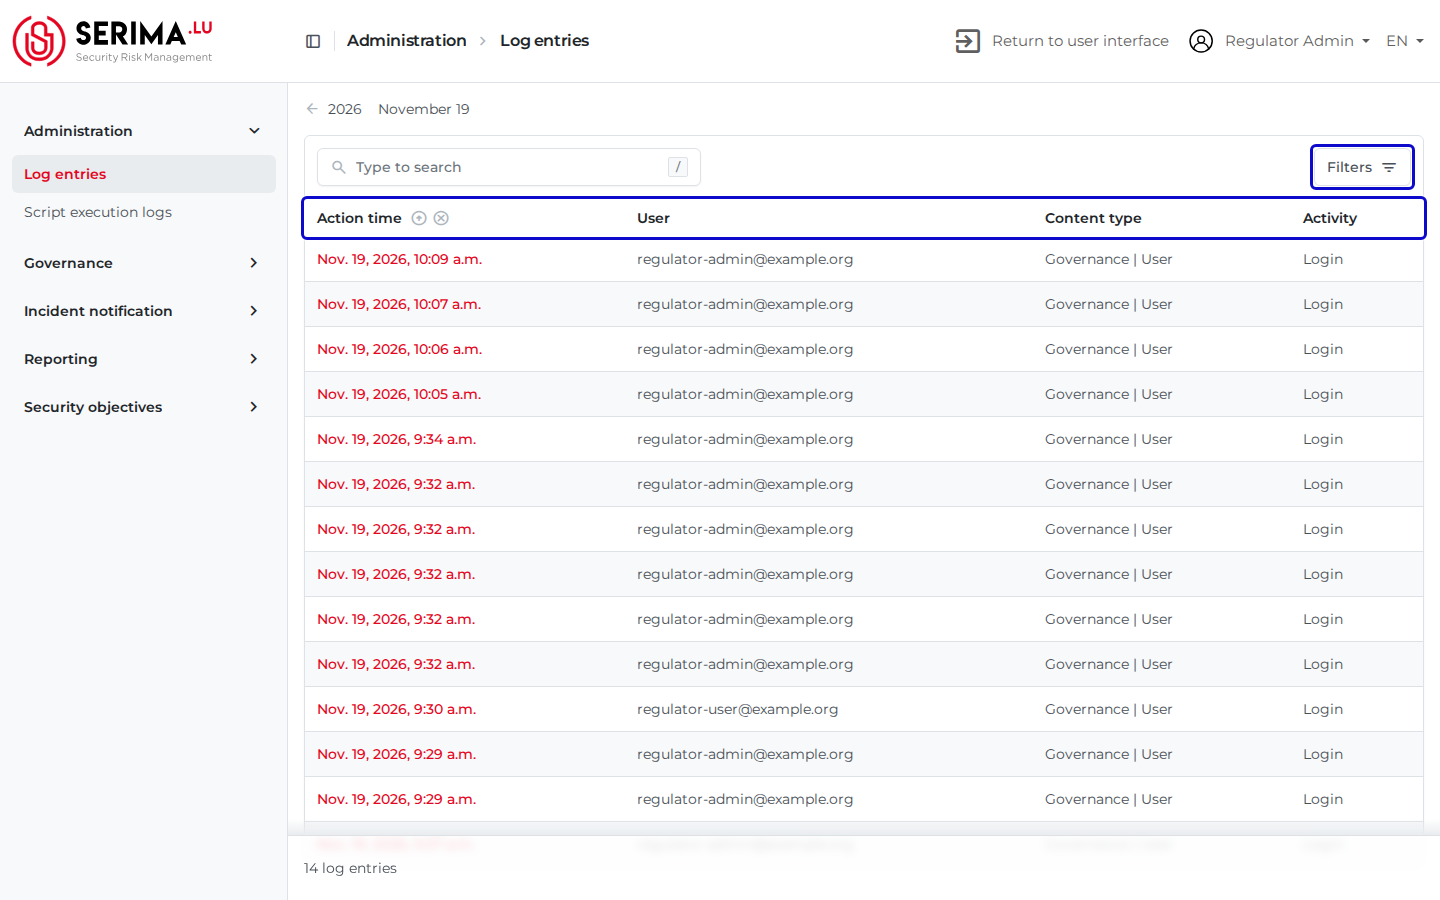 SERIMA.LU
Security Risk Management
Administration > Log entries
Return to user interface
Regulator Admin
EN
Administration
Log entries
Script execution logs
Governance
Incident notification
Reporting
Security objectives
2026 November 19
Type to search /
Filters
Action time User Content type Activity
Nov. 19, 2026, 10:09 a.m. regulator-admin@example.org Governance | User Login
Nov. 19, 2026, 10:07 a.m. regulator-admin@example.org Governance | User Login
Nov. 19, 2026, 10:06 a.m. regulator-admin@example.org Governance | User Login
Nov. 19, 2026, 10:05 a.m. regulator-admin@example.org Governance | User Login
Nov. 19, 2026, 9:34 a.m. regulator-admin@example.org Governance | User Login
Nov. 19, 2026, 9:32 a.m. regulator-admin@example.org Governance | User Login
Nov. 19, 2026, 9:32 a.m. regulator-admin@example.org Governance | User Login
Nov. 19, 2026, 9:32 a.m. regulator-admin@example.org Governance | User Login
Nov. 19, 2026, 9:32 a.m. regulator-admin@example.org Governance | User Login
Nov. 19, 2026, 9:32 a.m. regulator-admin@example.org Governance | User Login
Nov. 19, 2026, 9:30 a.m. regulator-user@example.org Governance | User Login
Nov. 19, 2026, 9:29 a.m. regulator-admin@example.org Governance | User Login
Nov. 19, 2026, 9:29 a.m. regulator-admin@example.org Governance | User Login
14 log entries